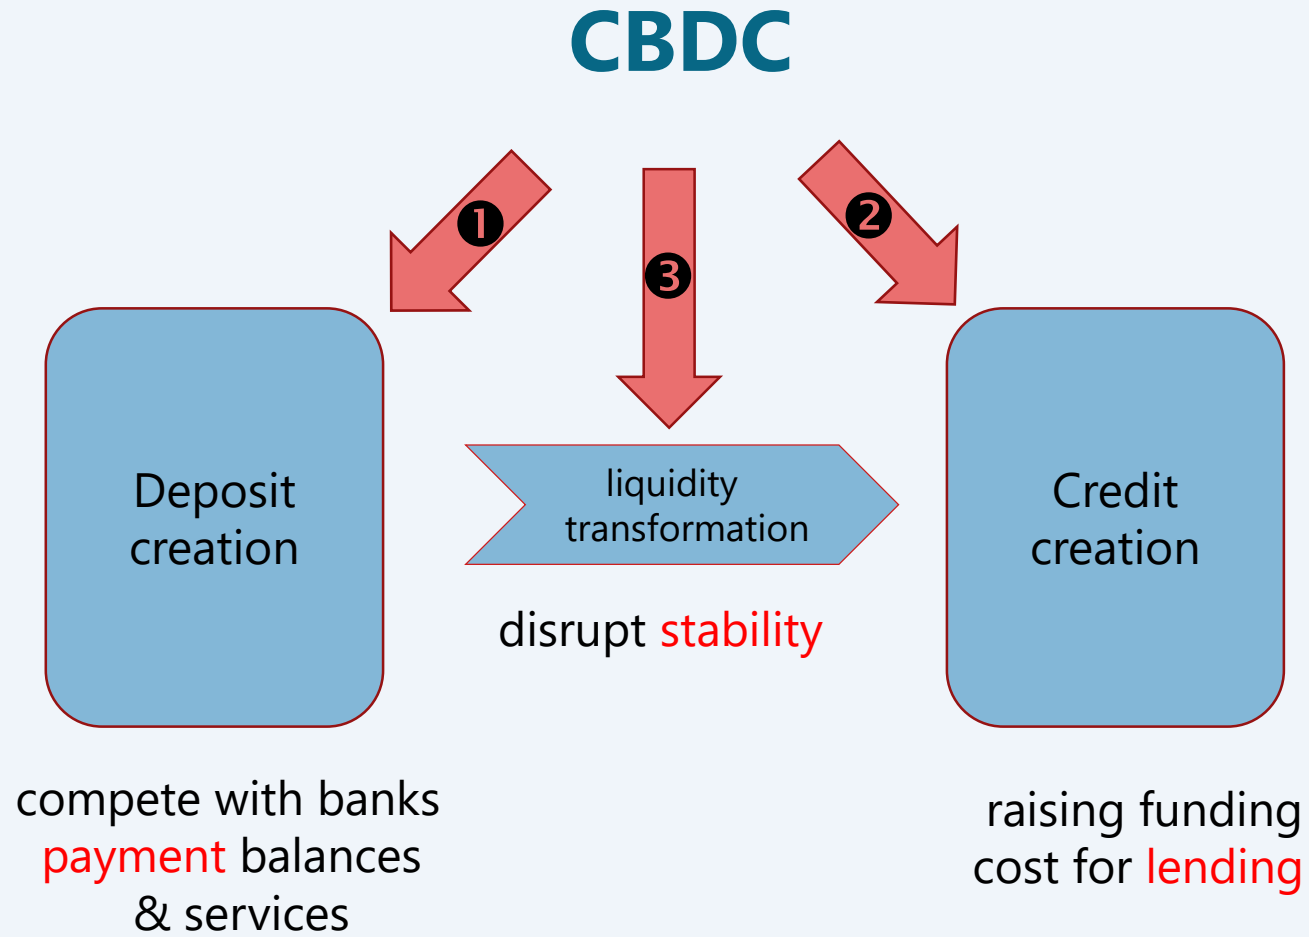 CBDC
❶
❷
❸
Deposit
creation
liquidity
transformation
Credit
creation
disrupt stability
compete with banks
payment balances
& services
raising funding
cost for lending